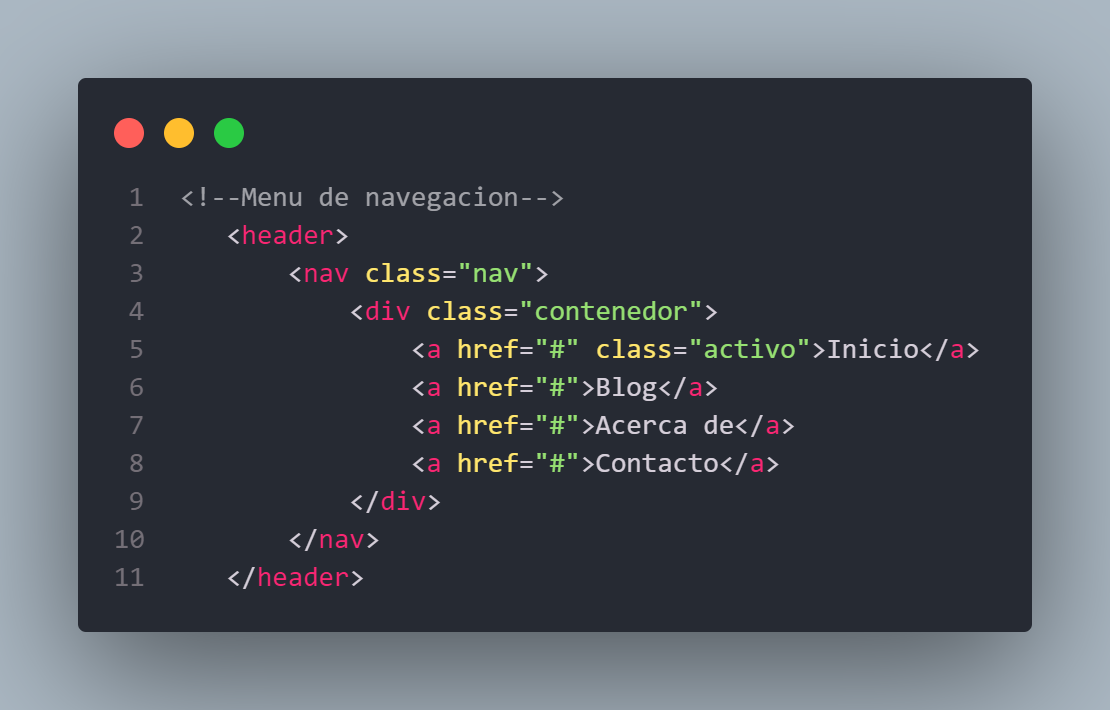 1 <!--Menu de navegacion-->
2 <header>
3 <nav class="nav">
4 <div class="contenedor">
5 <a href="#" class="activo">Inicio</a>
6 <a href="#">Blog</a>
7 <a href="#">Acerca de</a>
8 <a href="#">Contacto</a>
9 </div>
10 </nav>
11 </header>